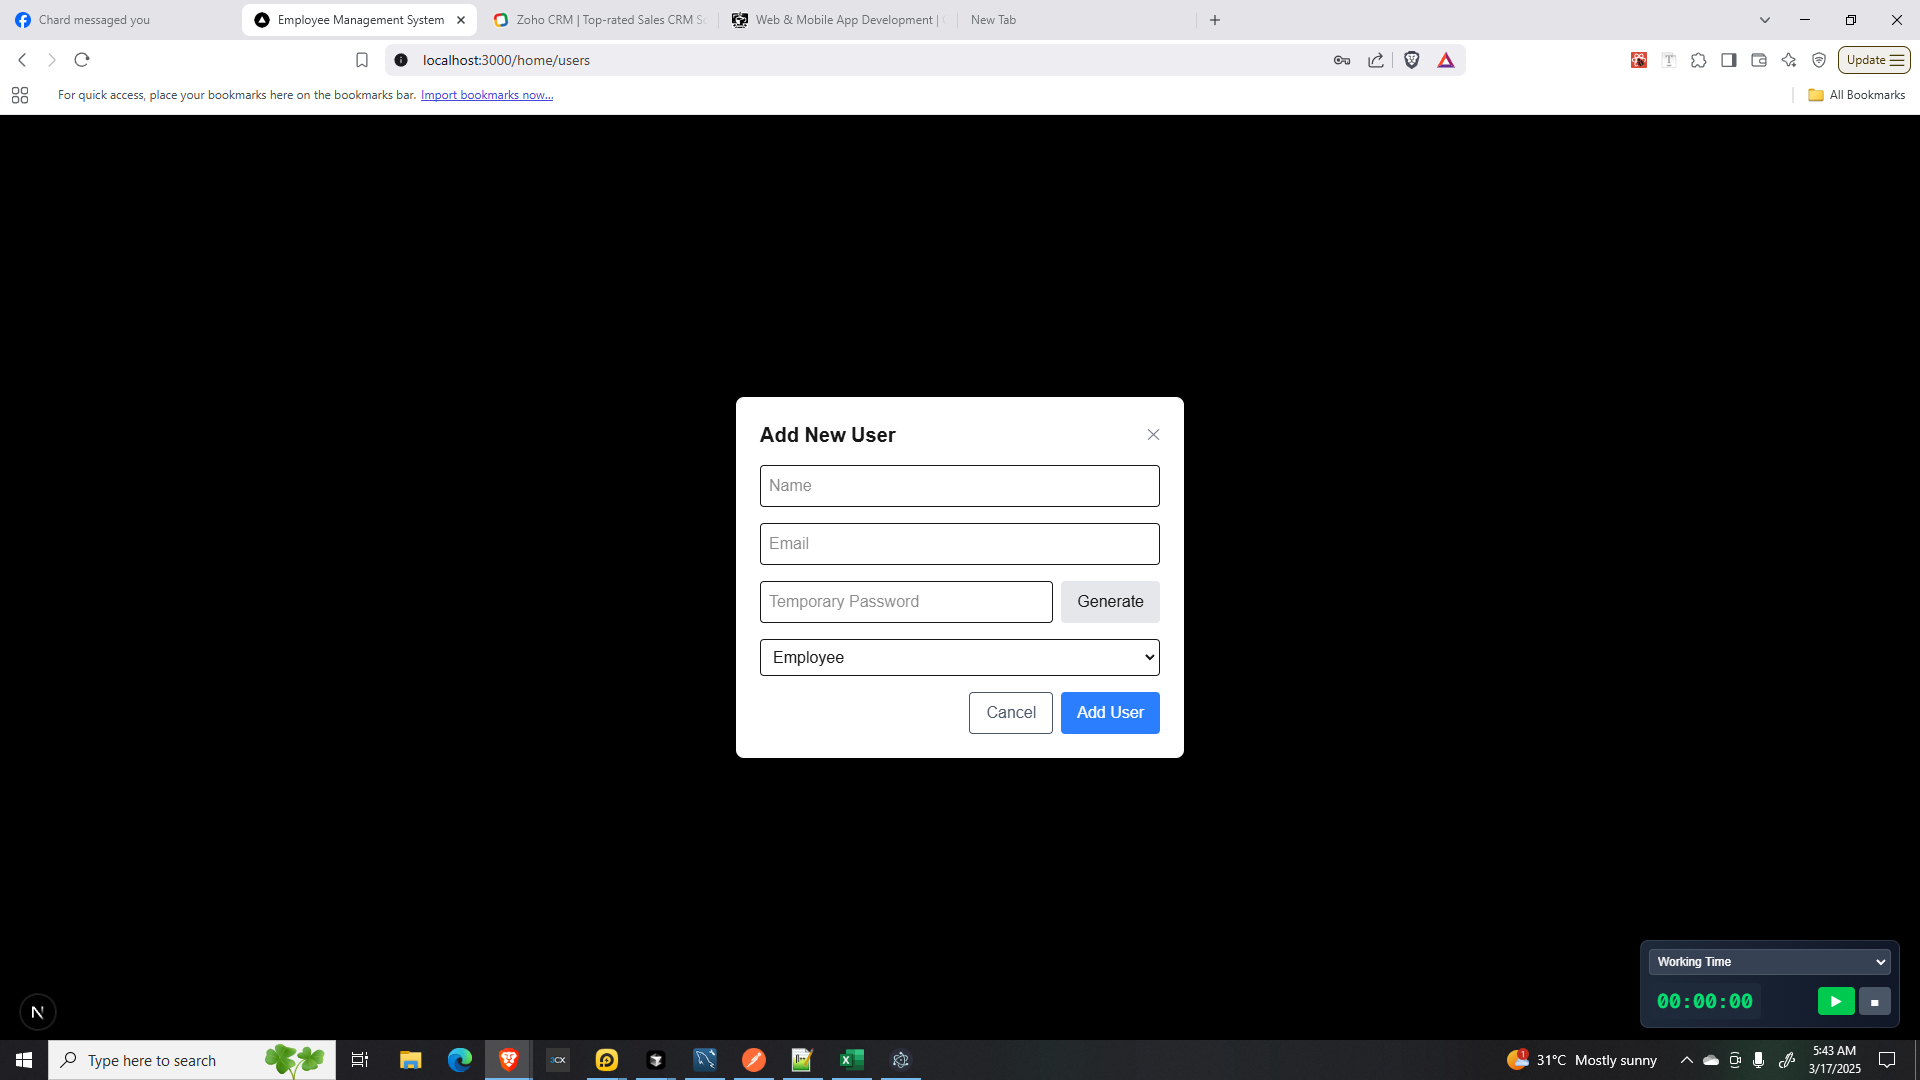 Chard messaged you
Employee Management System
Zoho CRM | Top-rated Sales CRM So
Web & Mobile App Development |
New Tab
localhost:3000/home/users
Update
For quick access, place your bookmarks here on the bookmarks bar. Import bookmarks now...
All Bookmarks
Add New User
Name
Email
Temporary Password
Generate
Employee
Cancel
Add User
Working Time
00:00:00
N
Type here to search
3CX
1
31°C Mostly sunny
5:43 AM
3/17/2025